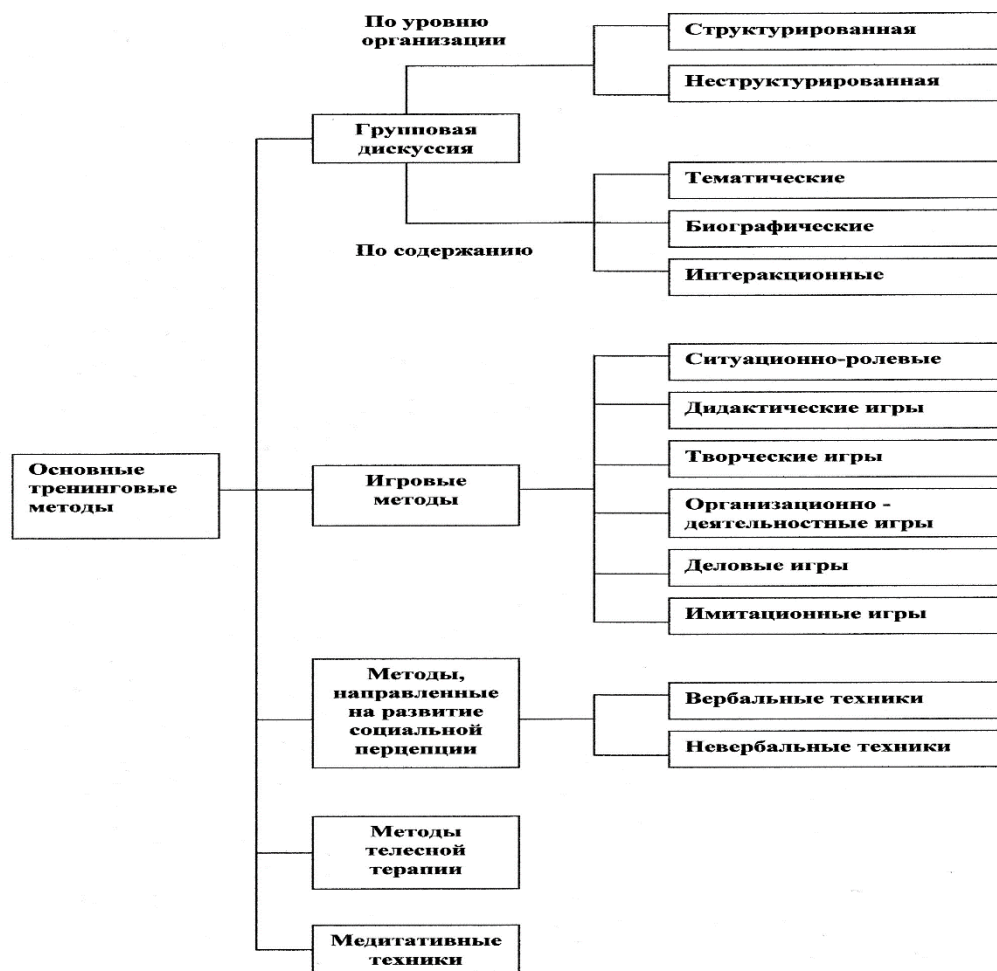 По уровню
организации
Структурированная
Неструктурированная
Групповая
дискуссия
Тематические
Биографические
По содержанию
Интеракционные
Ситуационно-ролевые
Дидактические игры
Творческие игры
Основные
тренинговые
методы
Игровые
методы
Организационно -
деятельностные игры
Деловые игры
Имитационные игры
Методы,
направленные
на развитие
социальной
перцепции
Вербальные техники
Невербальные техники
Методы
телесной
терапии
Медитативные
техники